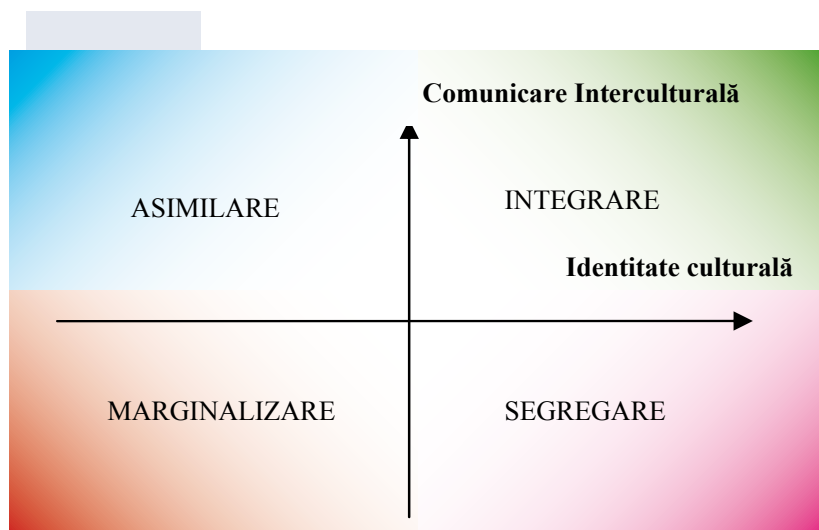 Comunicare Interculturală
ASIMILARE
INTEGRARE
Identitate culturală
MARGINALIZARE
SEGREGARE